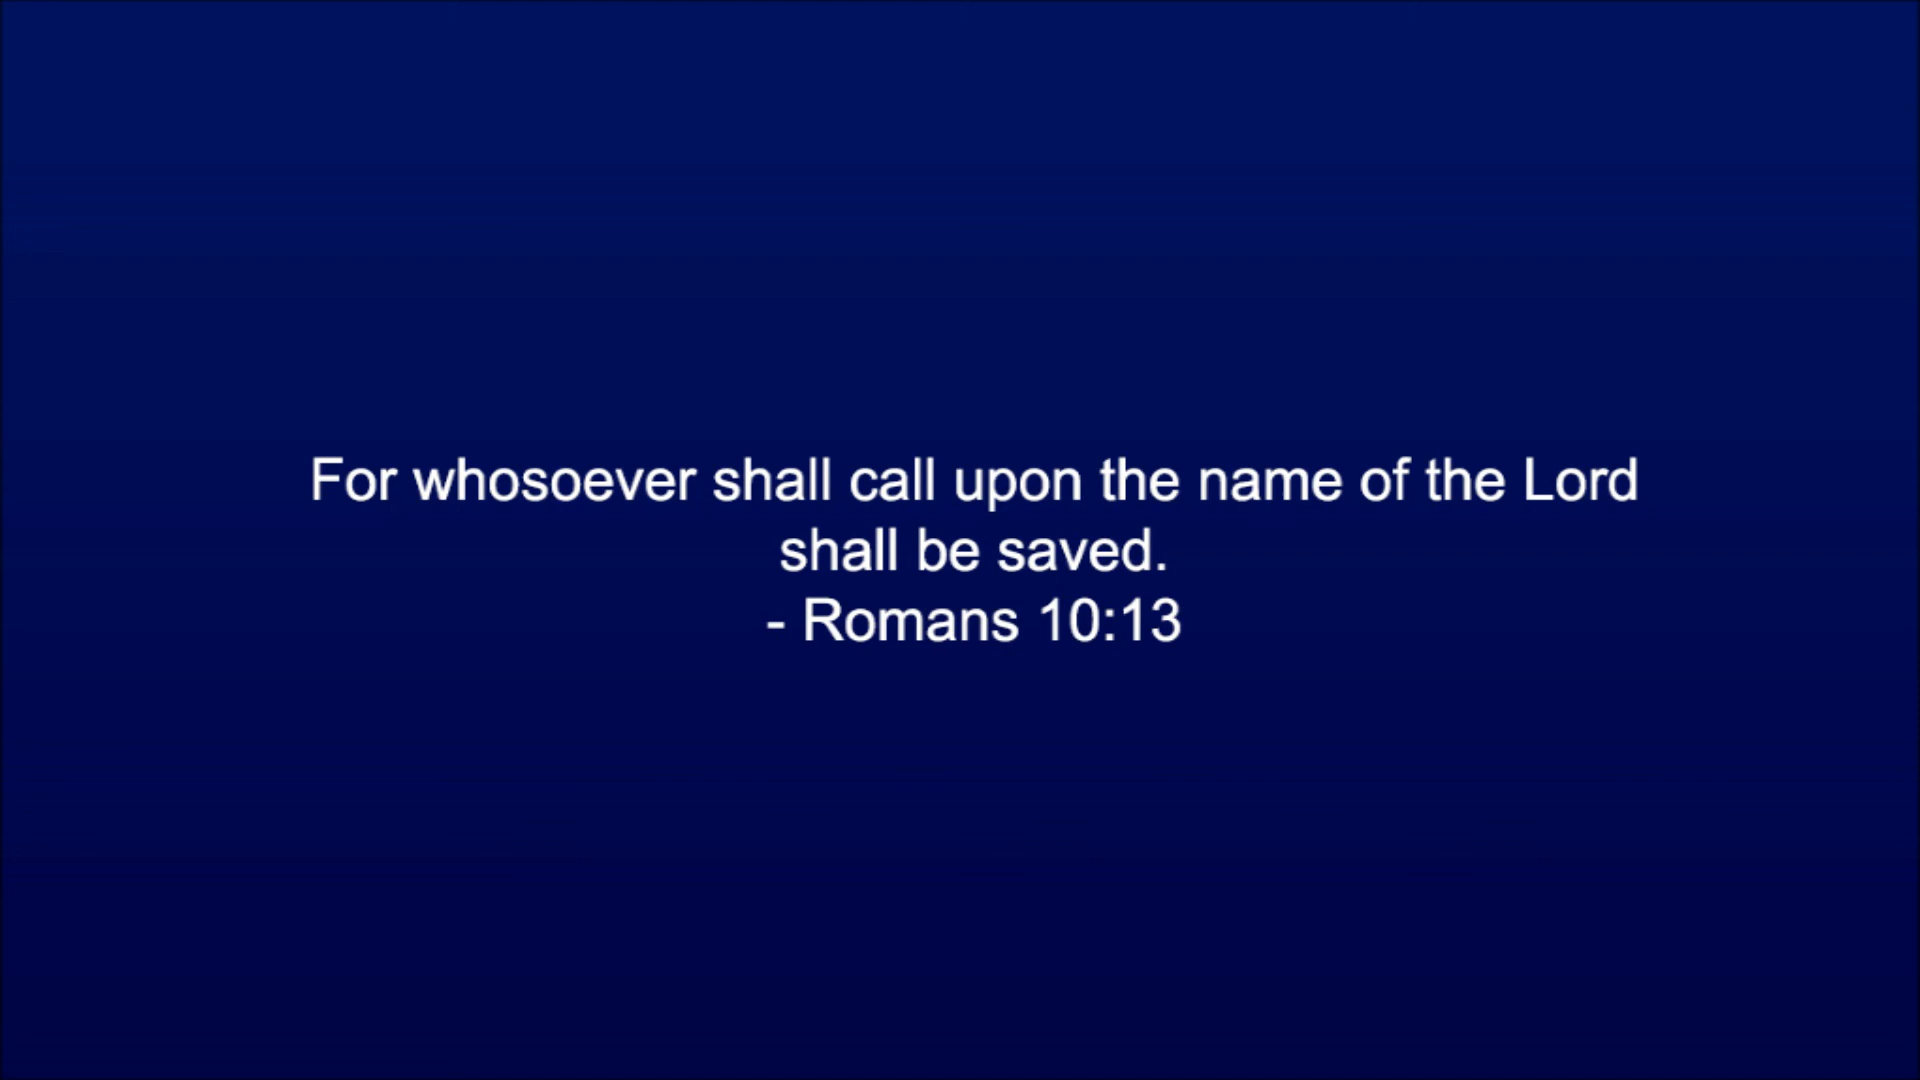 For whosoever shall call upon the name of the Lord
shall be saved.
- Romans 10:13